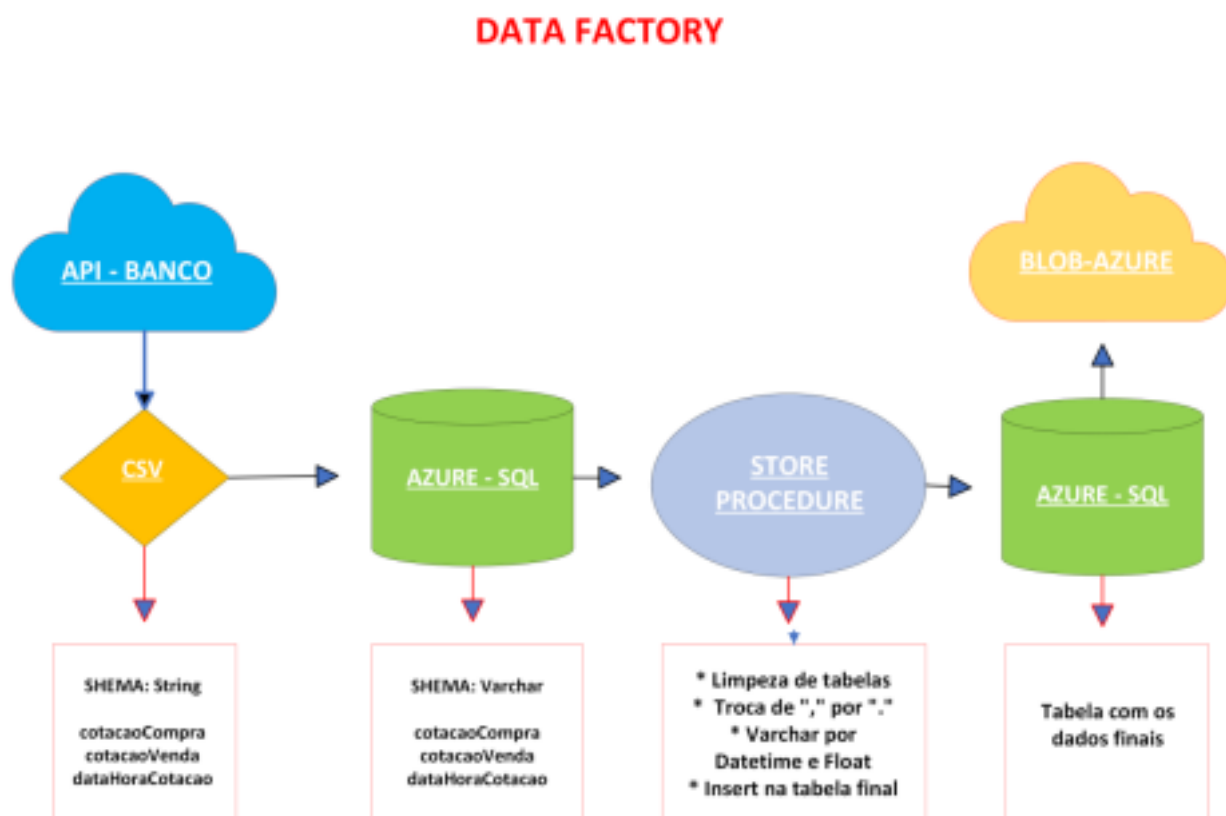 DATA FACTORY
API - BANCO
BLOB-AZURE
CSV
AZURE - SQL
STORE
PROCEDURE
AZURE - SQL
SHEMA: String
cotacaoCompra
cotacaoVenda
dataHoraCotacao
SHEMA: Varchar
cotacaoCompra
cotacaoVenda
dataHoraCotacao
* Limpeza de tabelas
* Troca de "," por "."
* Varchar por
Datetime e Float
* Insert na tabela final
Tabela com os
dados finais